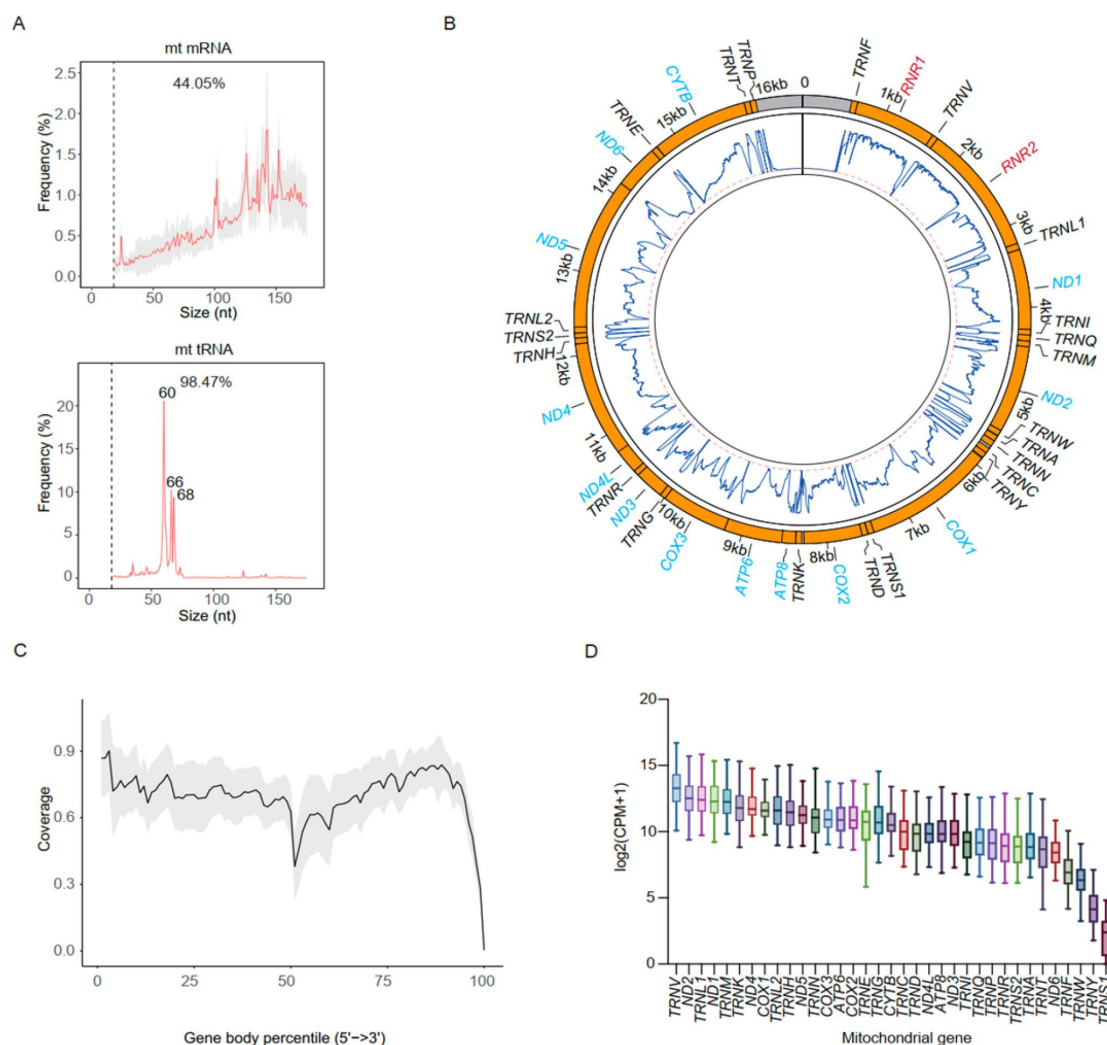 A
mt mRNA
44.05%
2.5
2.0
1.5
1.0
0.5
0.0
Frequency (%)
0
50
100
150
Size (nt)
mt tRNA
98.47%
60
66
68
20
15
10
5
0
Frequency (%)
0
50
100
150
Size (nt)
B
0
TRNF
1kb
RNR1
TRNV
2kb
RNR2
3kb
TRNL1
ND1
4kb
TRNI
TRNQ
TRNM
ND2
5kb
TRNW
TRNA
TRNN
TRNC
TRNY
6kb
COX1
7kb
TRNS1
TRND
COX2
8kb
TRNK
ATP8
ATP6
9kb
COX3
10kb
TRNG
ND3
TRNR
ND4L
11kb
ND4
12kb
TRNH
TRNS2
TRNL2
13kb
ND5
14kb
ND6
TRNE
15kb
CYTB
TRNT
TRNP
16kb
C
0.9
0.6
0.3
0.0
Coverage
0
25
50
75
100
Gene body percentile (5'->3')
D
20
15
10
5
0
log2(CPM+1)
TRNV
ND2
TRNL1
ND1
TRNM
TRNK
ND4
COX1
TRNL2
TRNH
ND5
TRNN
COX3
ATP6
COX2
TRNE
TRNG
CYTB
TRNC
TRND
ND4L
ATP8
ND3
TRNI
TRNQ
TRNP
TRNR
TRNS2
TRNA
TRNT
ND6
TRNF
TRNW
TRNY
TRNS1
Mitochondrial gene